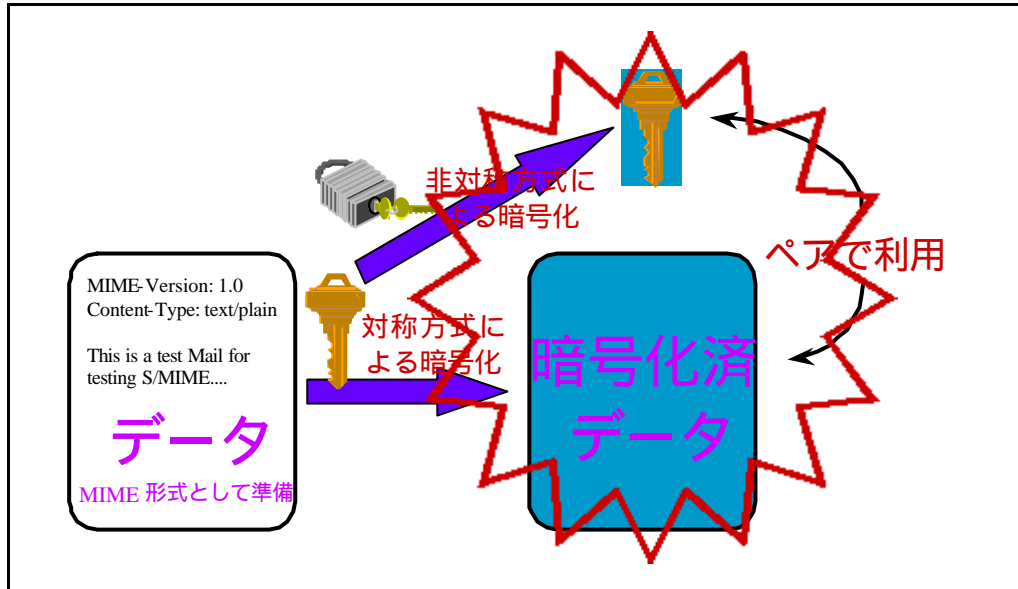 非対称方式に
よる暗号化
ペアで利用
MIME-Version: 1.0
Content-Type: text/plain
This is a test Mail for
testing S/MIME....
データ
MIME 形式として準備
対称方式に
よる暗号化
暗号化済
データ